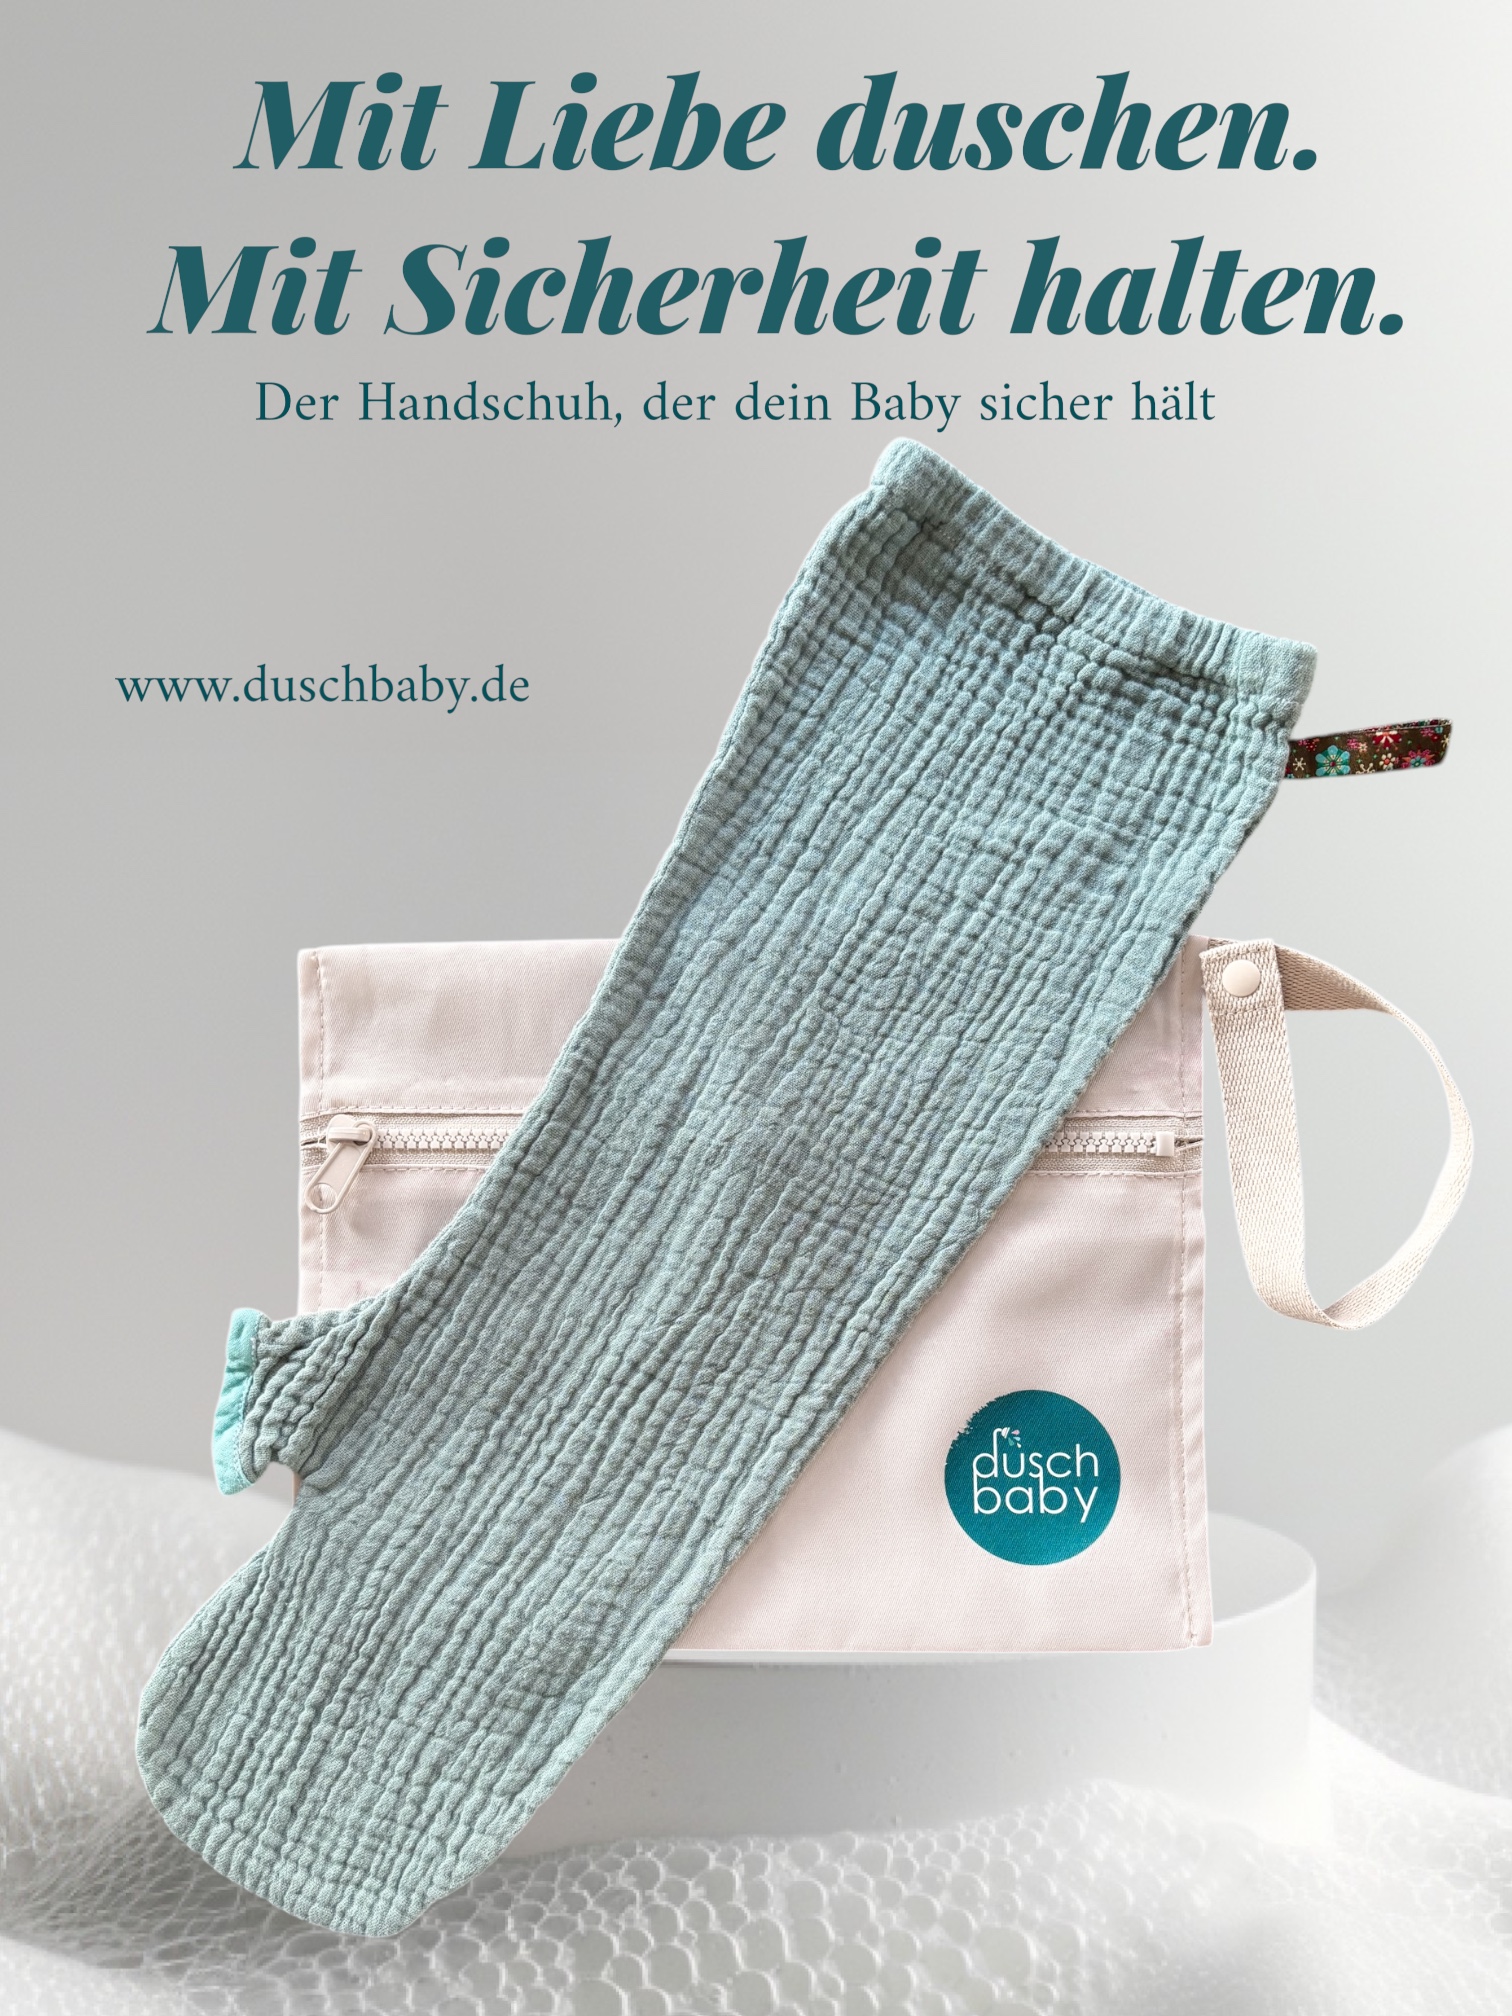 Mit Liebe duschen.
Mit Sicherheit halten.
Der Handschuh, der dein Baby sicher hält
www.duschbaby.de
dusch
baby